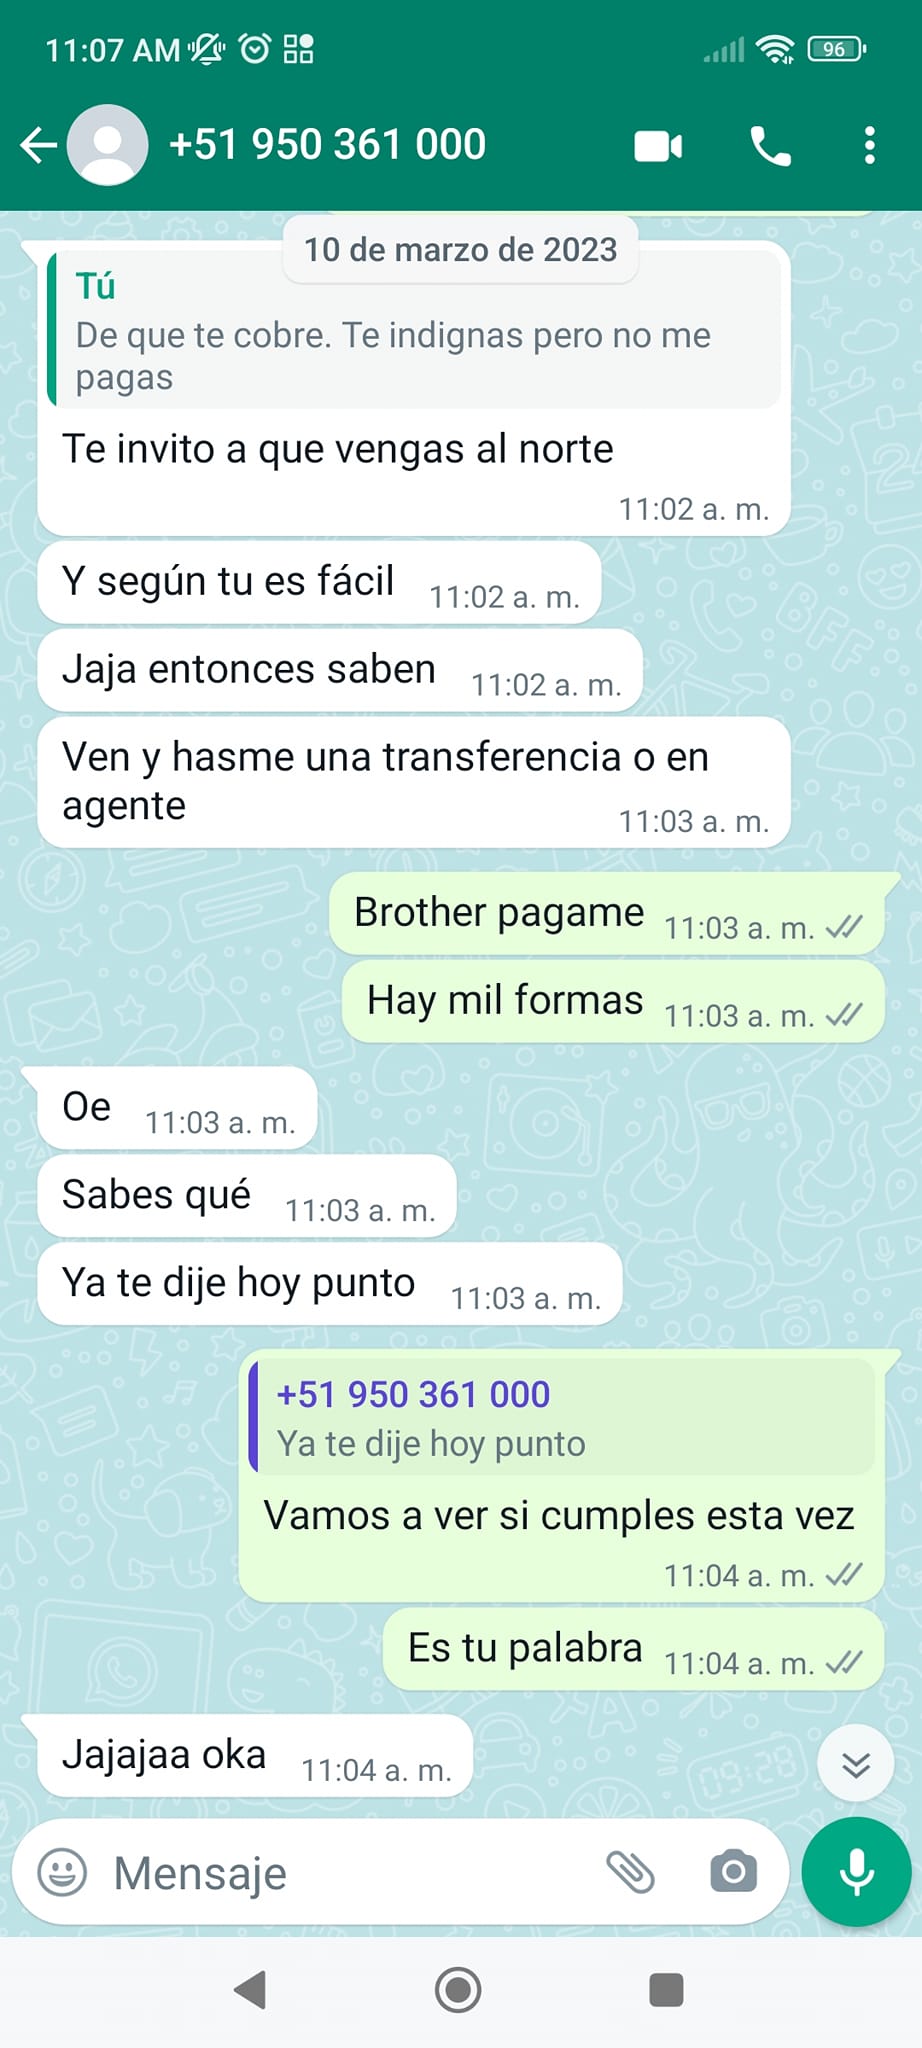 11:07 AM
96
+51 950 361 000
10 de marzo de 2023
Tú
De que te cobre. Te indignas pero no me
pagas
Te invito a que vengas al norte
11:02 a. m.
Y según tu es fácil 11:02 a. m.
Jaja entonces saben 11:02 a. m.
Ven y hasme una transferencia o en
agente 11:03 a. m.
Brother pagame 11:03 a. m.
Hay mil formas 11:03 a. m.
Oe 11:03 a. m.
Sabes qué 11:03 a. m.
Ya te dije hoy punto 11:03 a. m.
+51 950 361 000
Ya te dije hoy punto
Vamos a ver si cumples esta vez
11:04 a. m.
Es tu palabra 11:04 a. m.
Jajajaa oka 11:04 a. m.
Mensaje